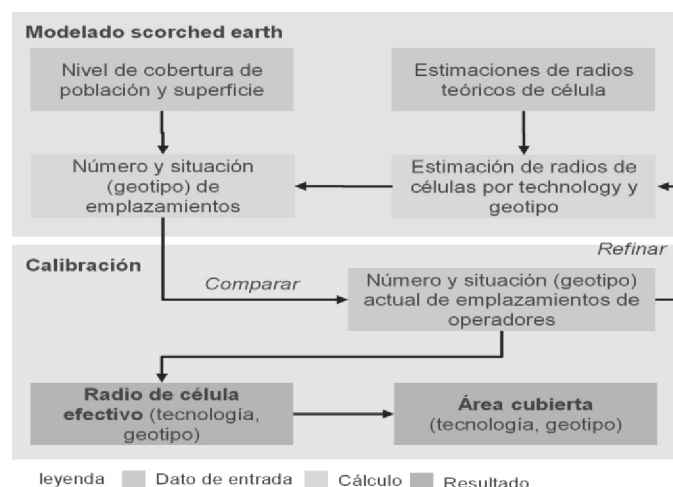 Modelado scorched earth
Nivel de cobertura de
población y superficie
Estimaciones de radios
teóricos de célula
Número y situación
(geotipo) de
emplazamientos
Estimación de radios de
células por technology y
geotipo
Refinar
Calibración
Comparar
Número y situación (geotipo)
actual de emplazamientos de
operadores
Radio de célula
efectivo (tecnología,
geotipo)
Área cubierta
(tecnología, geotipo)
leyenda
Dato de entrada
Cálculo
Resultado